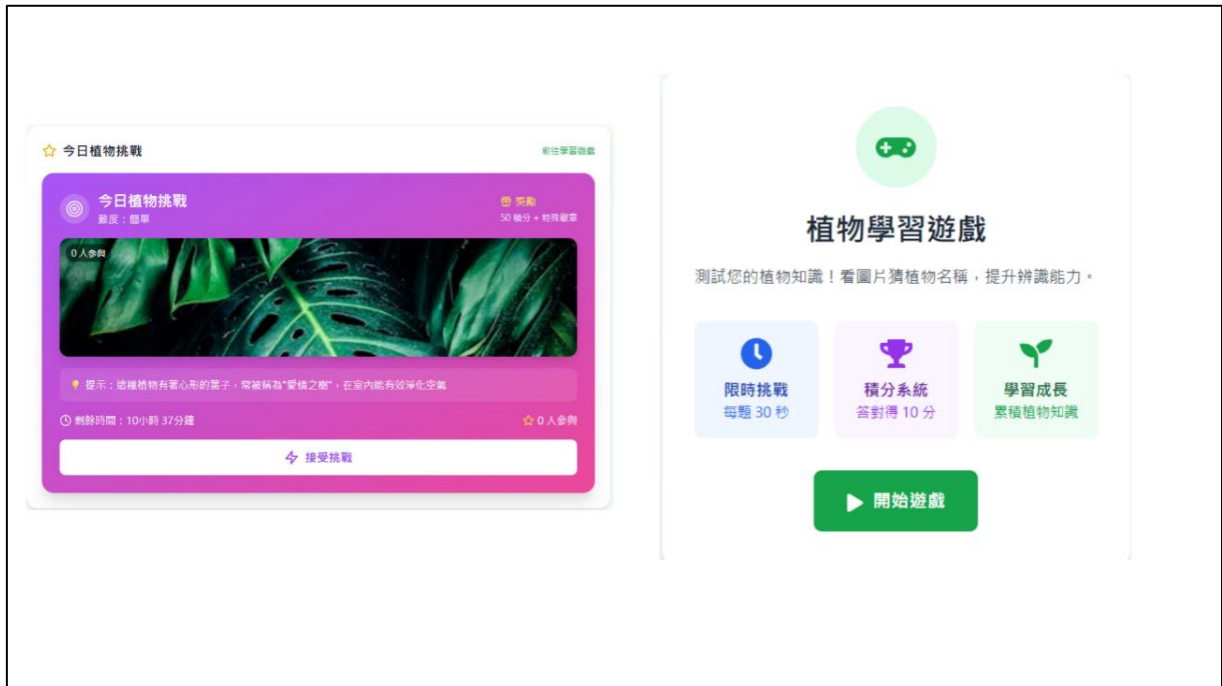 今日植物挑戰
前往學習遊戲
今日植物挑戰
難度：簡單
獎勵
50 積分 + 特殊徽章
0 人參與
提示：這種植物有著心形的葉子，常被稱為"愛情之樹"，在室內能有效淨化空氣
剩餘時間：10小時 37分鐘
0 人參與
接受挑戰
植物學習遊戲
測試您的植物知識！看圖片猜植物名稱，提升辨識能力。
限時挑戰
每題 30 秒
積分系統
答對得 10 分
學習成長
累積植物知識
開始遊戲